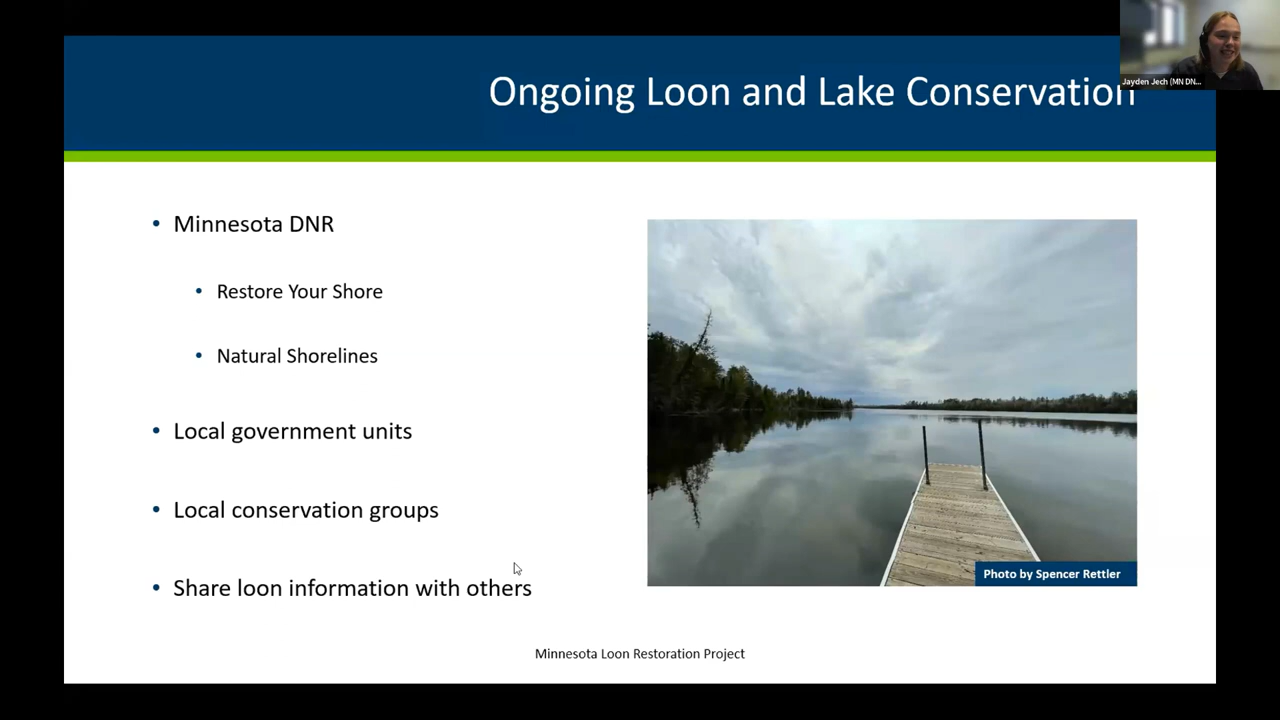 Ongoing Loon and Lake Conservation
Jayden Jech (MN DN...
• Minnesota DNR
• Restore Your Shore
• Natural Shorelines
• Local government units
• Local conservation groups
• Share loon information with others
Photo by Spencer Rettler
Minnesota Loon Restoration Project